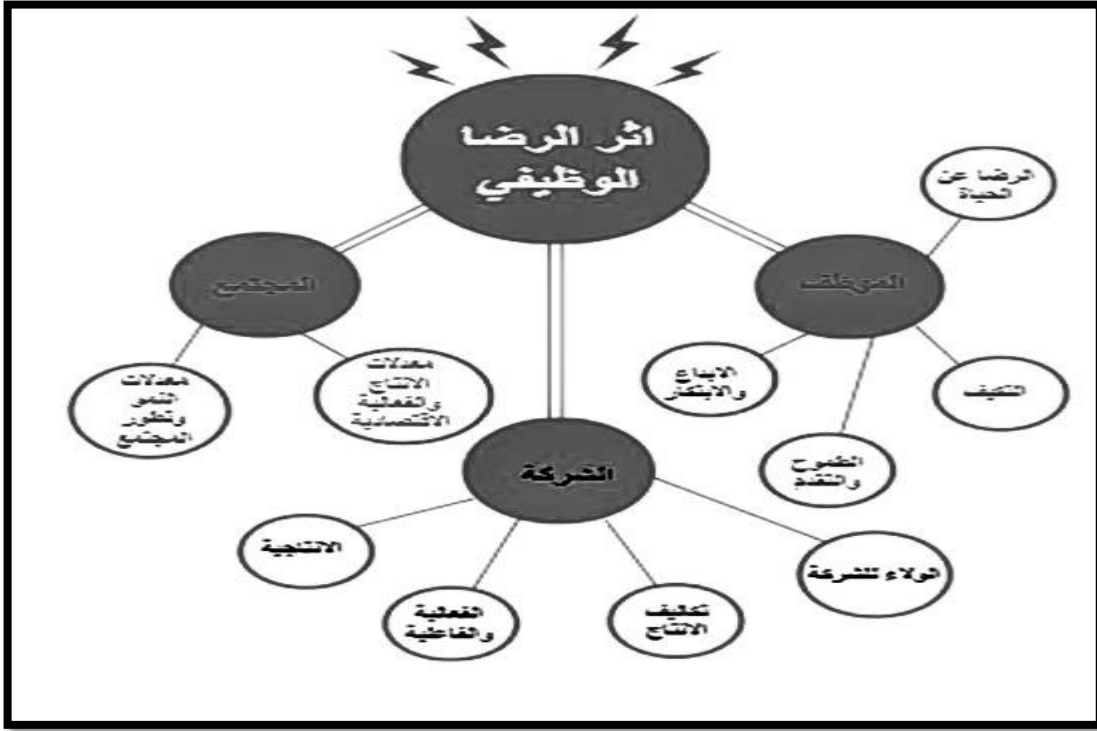 اثر الرضا
الوظيفي
الرضا عن
الحياة
الموظف
المجتمع
الابداع
والابتكار
التكيف
الطموح
والتقدم
معدلات
الانتاج
والفعالية
الاقتصادية
معدلات
النمو
وتطور
المجتمع
الشركة
الولاء للشركة
تكاليف
الانتاج
الفعلية
والفاعلية
الانتاجية